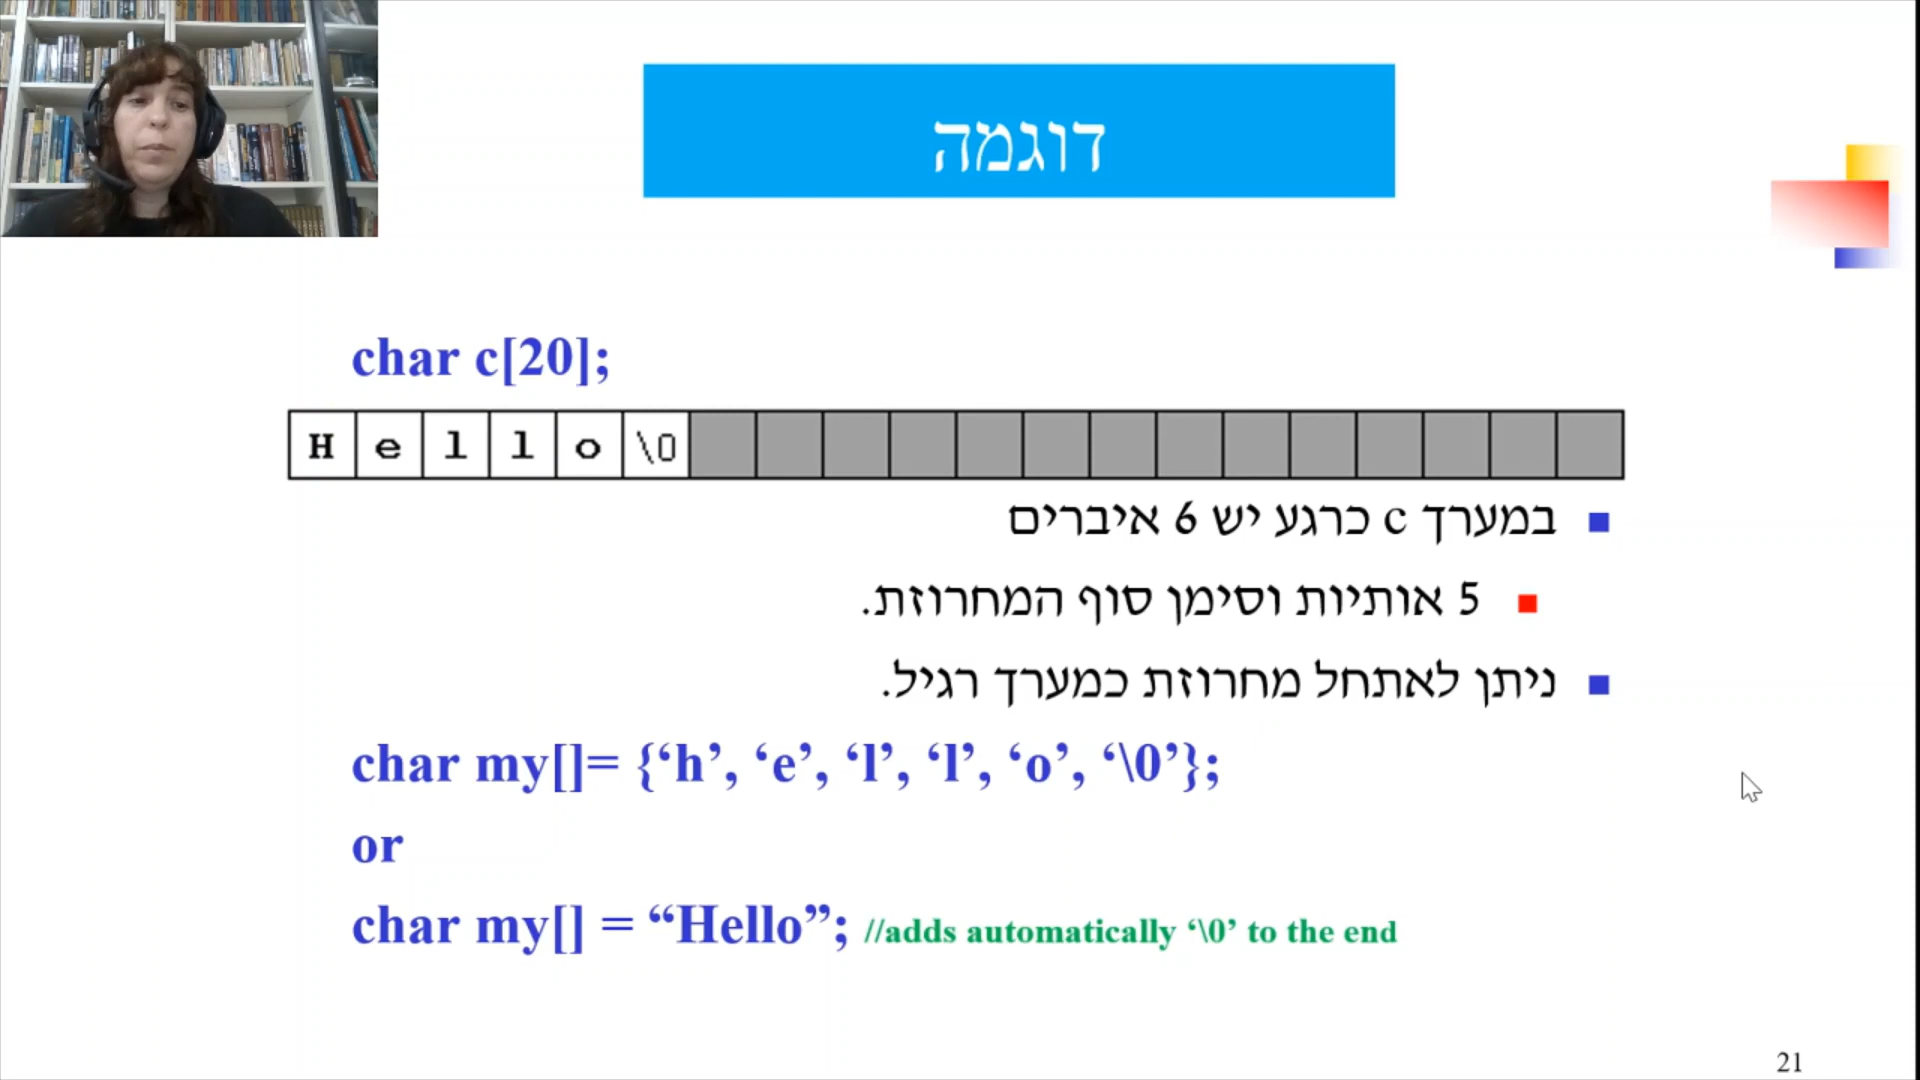 דוגמה
char c[20];
H e l l o \0
במערך c כרגע יש 6 איברים
5 אותיות וסימן סוף המחרוזת.
ניתן לאתחל מחרוזת כמערך רגיל.
char my[]= {‘h’, ‘e’, ‘l’, ‘l’, ‘o’, ‘\0’};
or
char my[] = “Hello”; //adds automatically ‘\0’ to the end
21